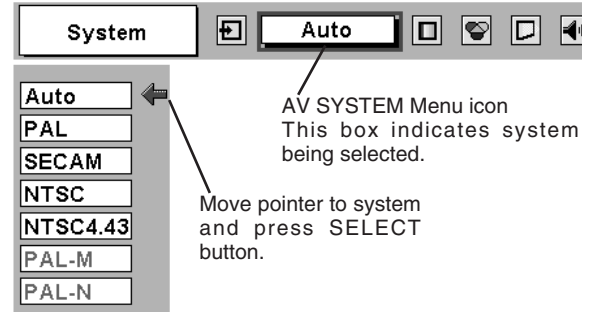 System
Auto
Auto
PAL
SECAM
NTSC
NTSC4.43
PAL-M
PAL-N
AV SYSTEM Menu icon
This box indicates system
being selected.
Move pointer to system
and press SELECT
button.